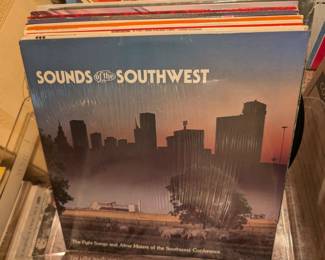 SOUNDS of the SOUTHWEST
The Fight Songs and Alma Maters of the Southwest Conference